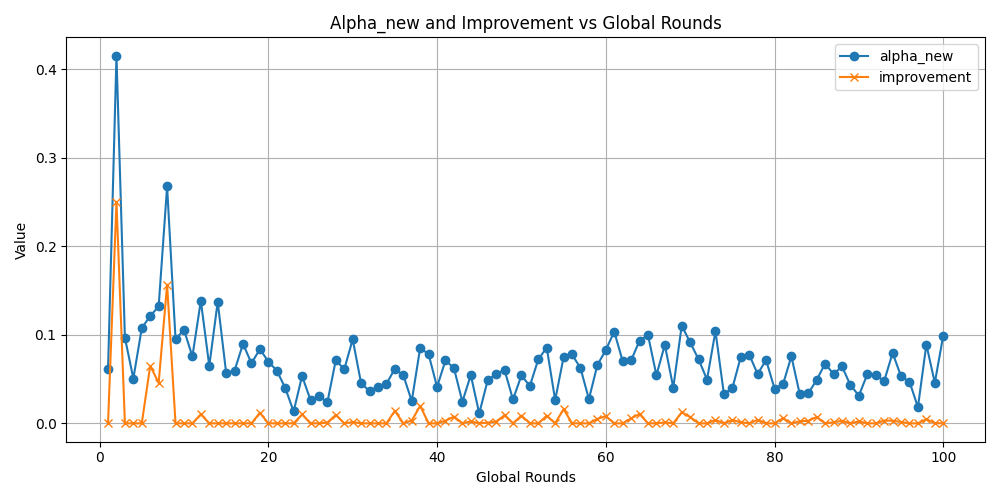 Alpha_new and Improvement vs Global Rounds
alpha_new
improvement
Value
0.4
0.3
0.2
0.1
0.0
0 20 40 60 80 100
Global Rounds